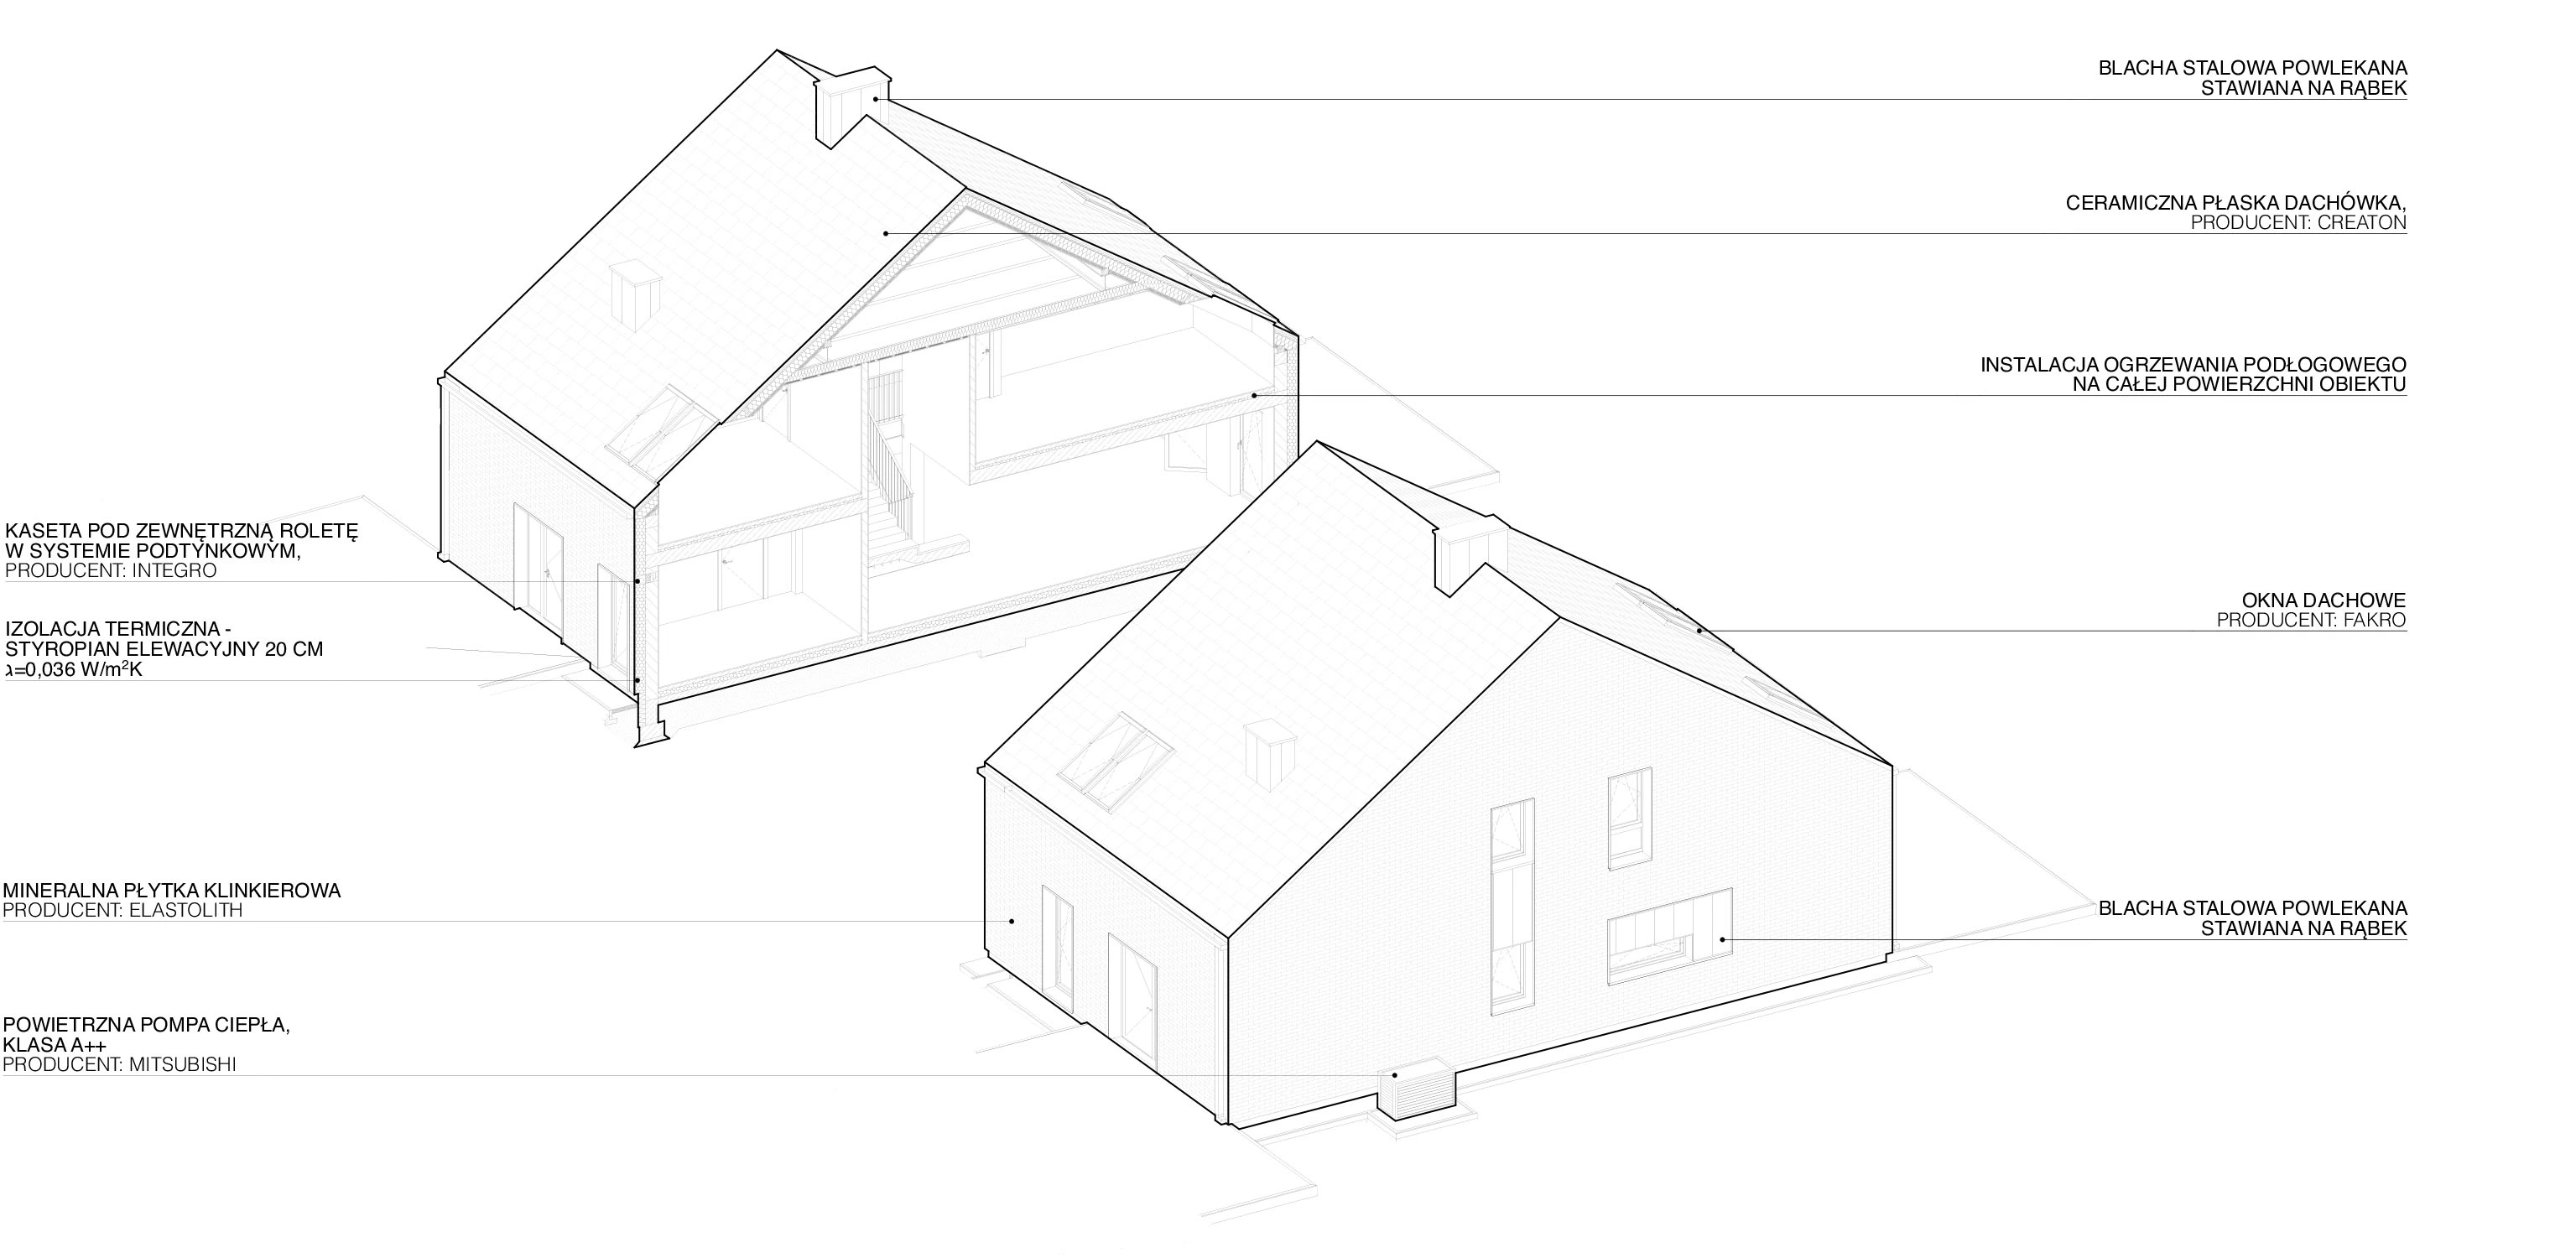 BLACHA STALOWA POWLEKANA
STAWIANA NA RĄBEK
CERAMICZNA PŁASKA DACHÓWKA,
PRODUCENT: CREATON
INSTALACJA OGRZEWANIA PODŁOGOWEGO
NA CAŁEJ POWIERZCHNI OBIEKTU
KASETA POD ZEWNĘTRZNĄ ROLETĘ
W SYSTEMIE PODTYNKOWYM,
PRODUCENT: INTEGRO
IZOLACJA TERMICZNA -
STYROPIAN ELEWACYJNY 20 CM
λ=0,036 W/m²K
OKNA DACHOWE
PRODUCENT: FAKRO
MINERALNA PŁYTKA KLINKIEROWA
PRODUCENT: ELASTOLITH
BLACHA STALOWA POWLEKANA
STAWIANA NA RĄBEK
POWIETRZNA POMPA CIEPŁA,
KLASA A++
PRODUCENT: MITSUBISHI